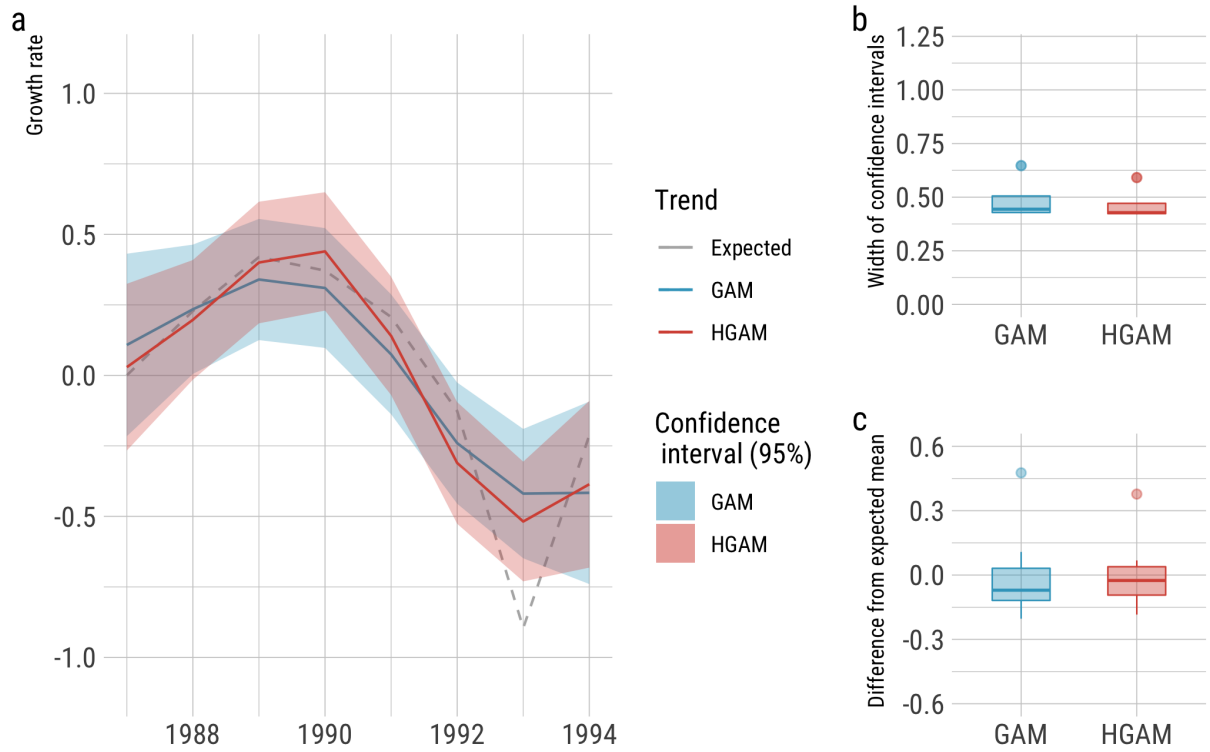 a
Growth rate
1.0
0.5
0.0
-0.5
-1.0
1988 1990 1992 1994
Trend
Expected
GAM
HGAM
Confidence
interval (95%)
GAM
HGAM
b
Width of confidence intervals
1.25
1.00
0.75
0.50
0.25
0.00
GAM HGAM
c
Difference from expected mean
0.6
0.3
0.0
-0.3
-0.6
GAM HGAM